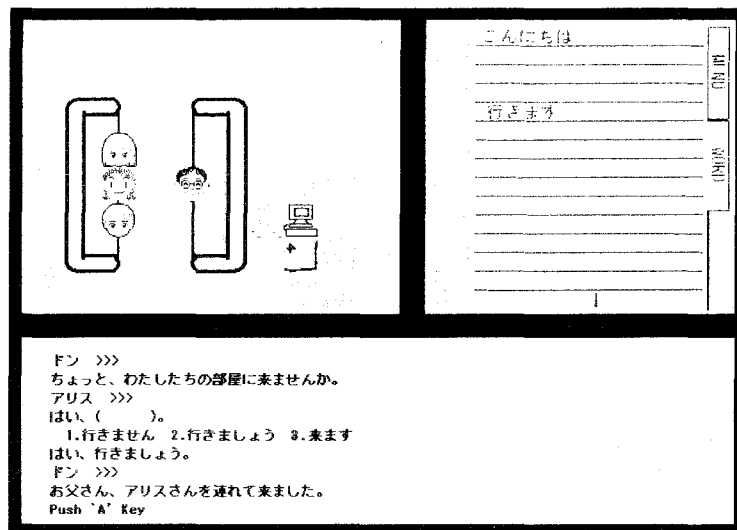 こんにちは
行きます
MENU
WORD
ドン >>>
ちょっと、わたしたちの部屋に来ませんか。
アリス >>>
はい、(　　　)。
1.行きません 2.行きましょう 3.来ます
はい、行きましょう。
ドン >>>
お父さん、アリスさんを連れて来ました。
Push `A' Key